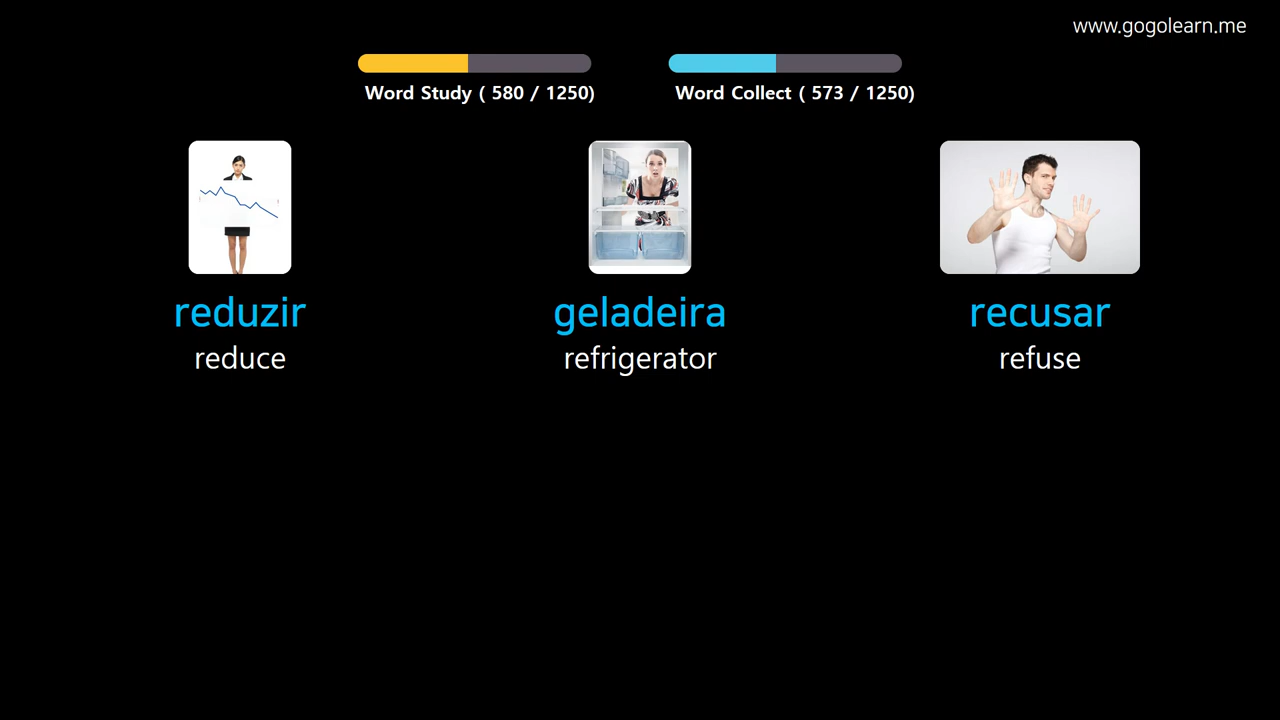 www.gogolearn.me
Word Study ( 580 / 1250)
Word Collect ( 573 / 1250)
reduzir
reduce
geladeira
refrigerator
recusar
refuse